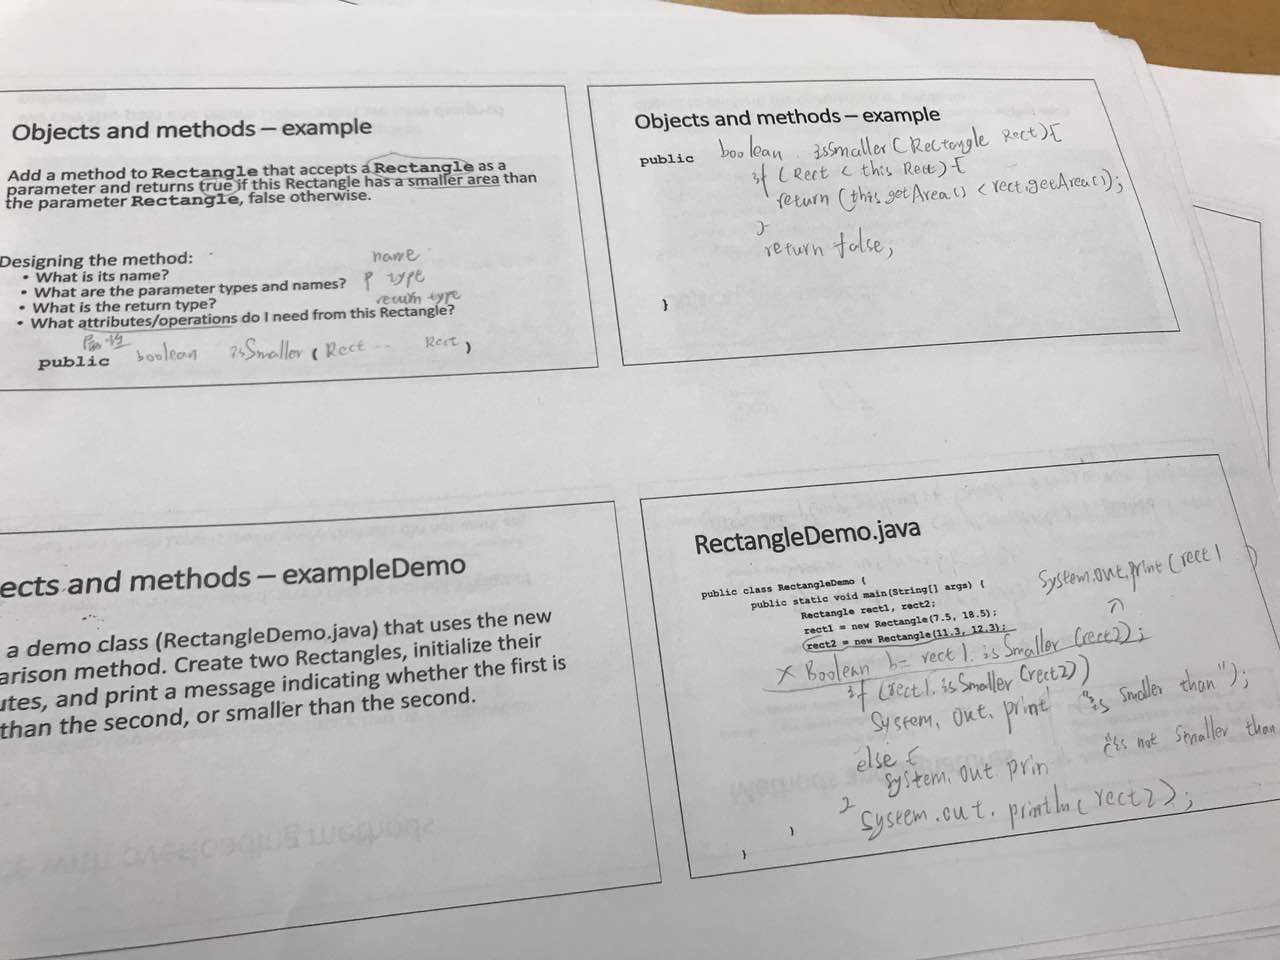 Objects and methods – example
Add a method to Rectangle that accepts a Rectangle as a
parameter and returns true if this Rectangle has a smaller area than
the parameter Rectangle, false otherwise.
Designing the method:
• What is its name?
name
• What are the parameter types and names?
P type
• What is the return type?
return type
• What attributes/operations do I need from this Rectangle?
public boolean isSmaller (Rect -- Rect)
Objects and methods – example
public boolean isSmaller (Rectangle Rect){
if (Rect < this Rect) {
return (this.getArea() < rect.getArea());
}
return false;
}
ects and methods – exampleDemo
a demo class (RectangleDemo.java) that uses the new
arison method. Create two Rectangles, initialize their
utes, and print a message indicating whether the first is
than the second, or smaller than the second.
RectangleDemo.java
public class RectangleDemo {
public static void main(String[] args) {
Rectangle rect1, rect2;
rect1 = new Rectangle(7.5, 18.5);
rect2 = new Rectangle(11.3, 12.3);
System.out.print(rect1 )
x Boolean b= rect1.isSmaller(rect2);
if (rect1.isSmaller(rect2))
System.out.print ("is smaller than");
else {
System.out.prin ("is not smaller than
}
System.out.println(rect2);
}
}